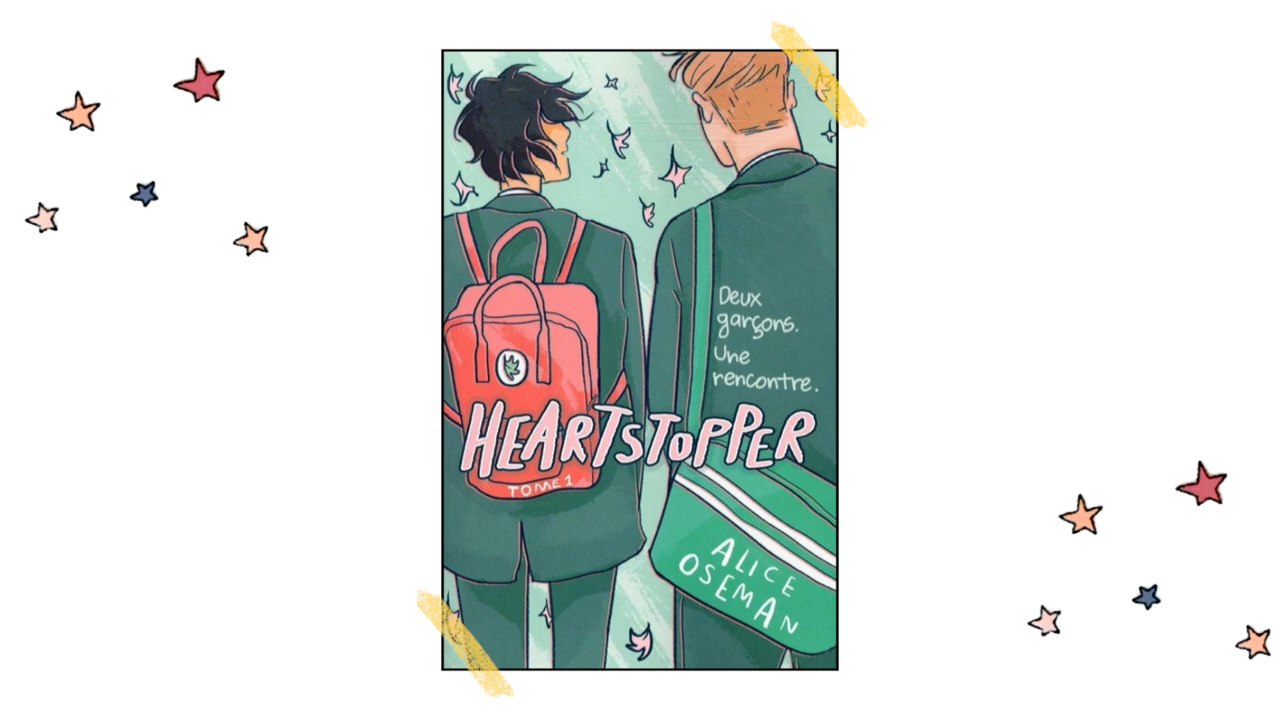 Deux
garçons.
Une
rencontre.
HEARTSTOPPER
TOME 1
ALICE
OSEMAN